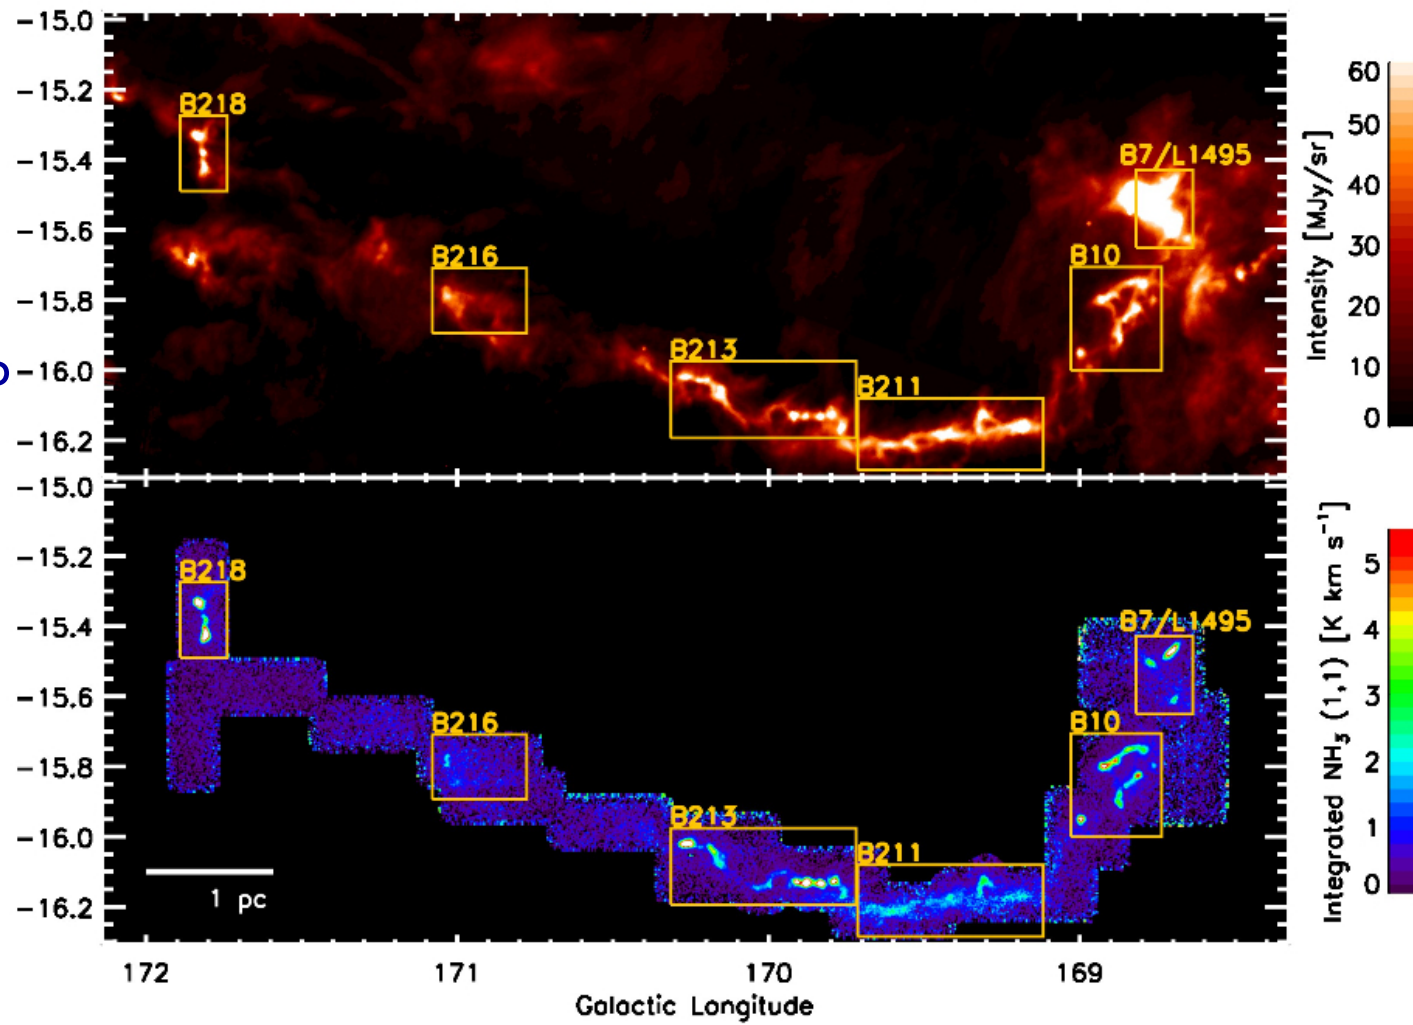 −15.0
−15.2
−15.4
−15.6
−15.8
−16.0
−16.2
B218
B216
B213
B211
B7/L1495
B10
60
50
40
30
20
10
0
Intensity [MJy/sr]
−15.0
−15.2
−15.4
−15.6
−15.8
−16.0
−16.2
B218
B216
B213
B211
B7/L1495
B10
1 pc
5
4
3
2
1
0
Integrated NH₃ (1,1) [K km s⁻¹]
172
171
170
169
Galactic Longitude